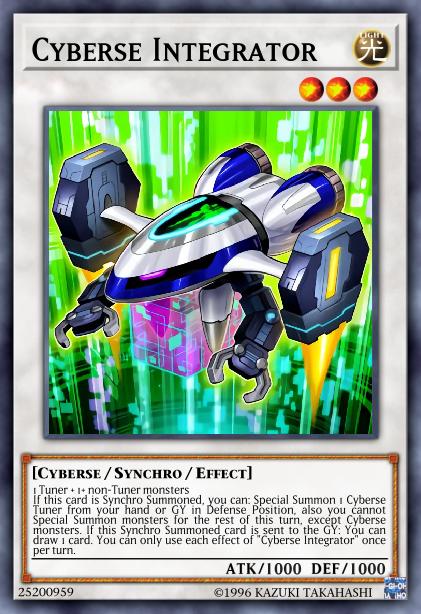 CYBERSE INTEGRATOR
LIGHT
光
[CYBERSE / SYNCHRO / EFFECT]
1 Tuner + 1+ non-Tuner monsters
If this card is Synchro Summoned, you can: Special Summon 1 Cyberse
Tuner from your hand or GY in Defense Position, also you cannot
Special Summon monsters for the rest of this turn, except Cyberse
monsters. If this Synchro Summoned card is sent to the GY: You can
draw 1 card. You can only use each effect of "Cyberse Integrator" once
per turn.
ATK/1000 DEF/1000
25200959
©1996 KAZUKI TAKAHASHI